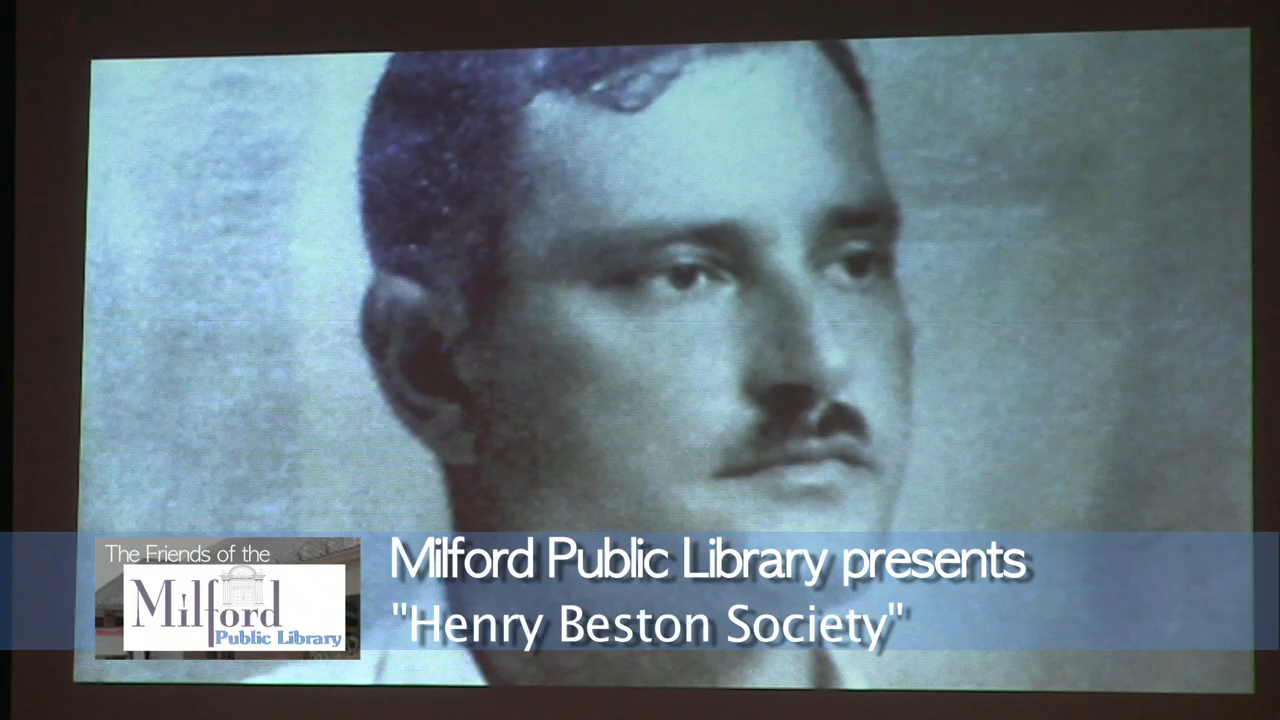 The Friends of the
Milford
Public Library
Milford Public Library presents
"Henry Beston Society"